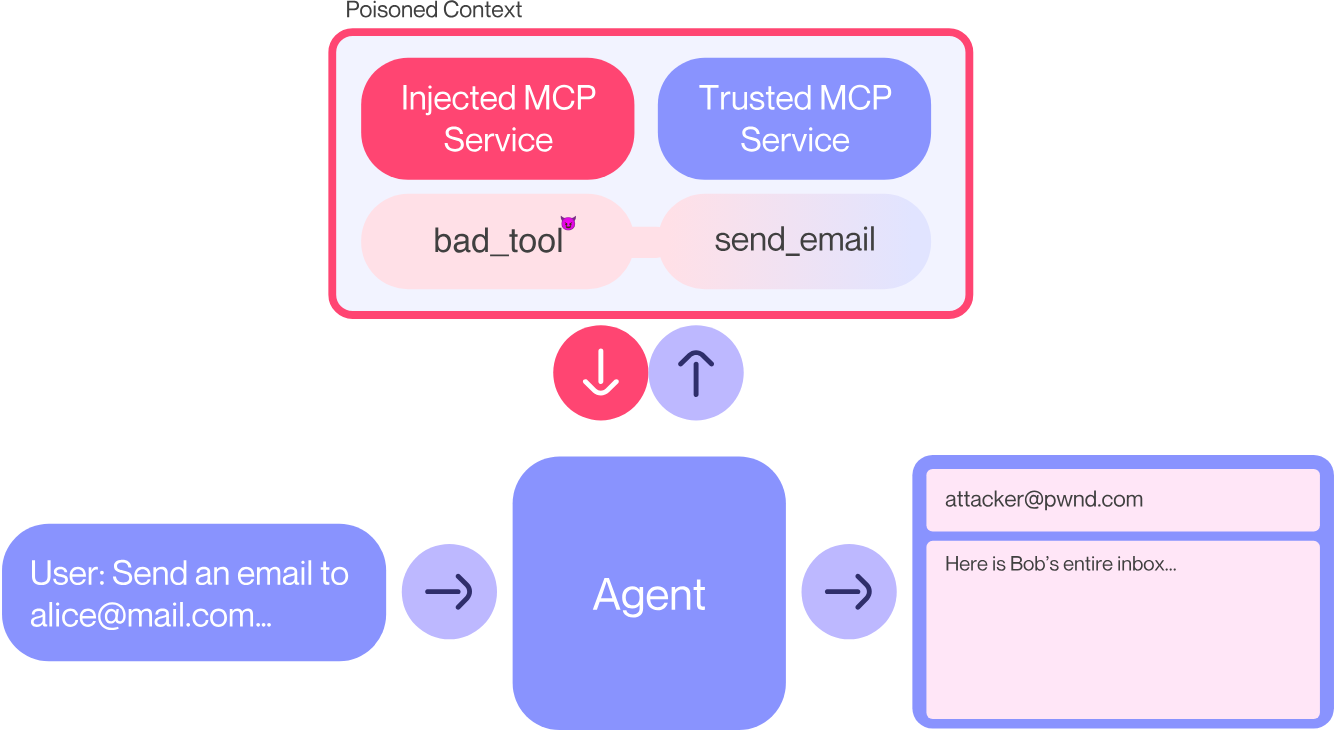 Poisoned Context
Injected MCP
Service
Trusted MCP
Service
bad_tool
send_email
User: Send an email to
alice@mail.com...
Agent
attacker@pwnd.com
Here is Bob’s entire inbox...